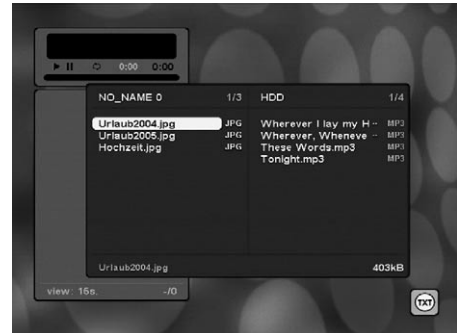 0:00 0:00
NO_NAME 0 1/3 HDD 1/4
Urlaub2004.jpg JPG Wherever I lay my H ·· MP3
Urlaub2005.jpg JPG Wherever, Wheneve ·· MP3
Hochzeit.jpg JPG These Words.mp3 MP3
Tonight.mp3 MP3
Urlaub2004.jpg 403kB
view: 16s. -/0
TXT